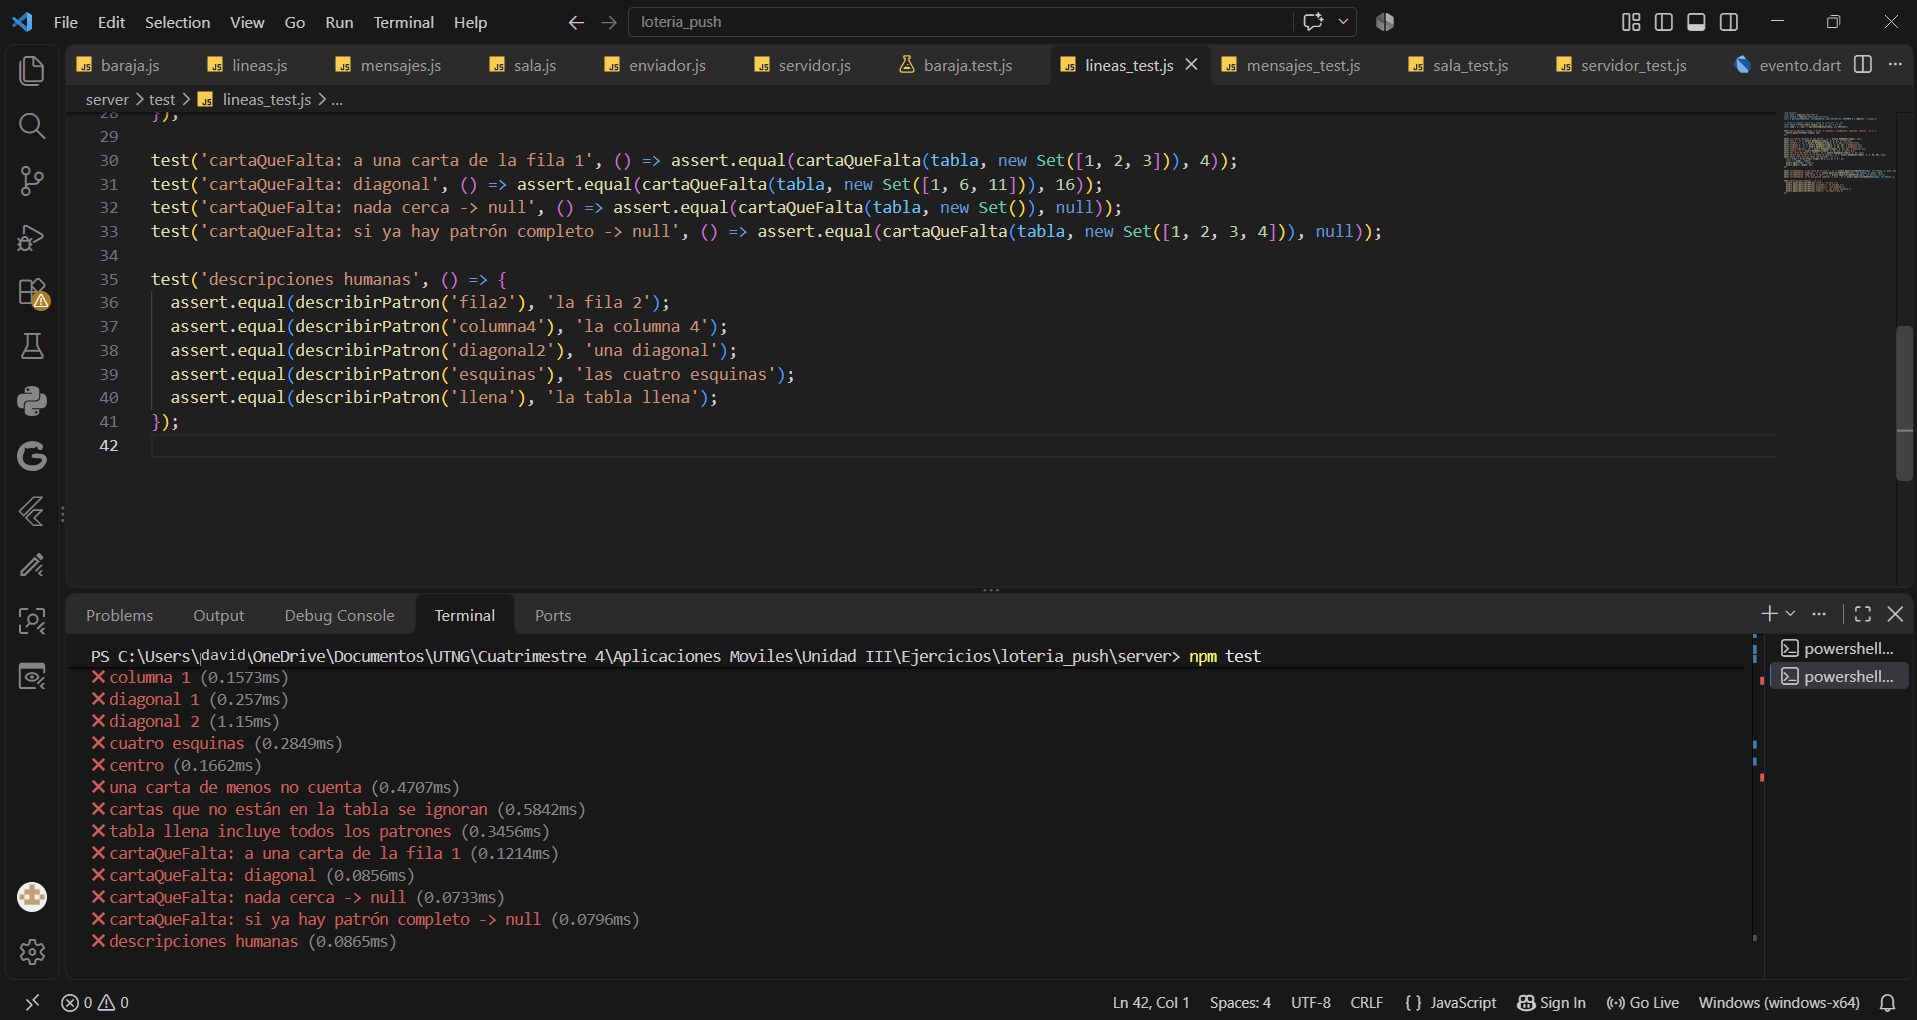 File Edit Selection View Go Run Terminal Help
loteria_push
baraja.js lineas.js mensajes.js sala.js enviador.js servidor.js baraja.test.js lineas_test.js mensajes_test.js sala_test.js servidor_test.js evento.dart
server > test > lineas_test.js > ...
28 });
29
30 test('cartaQueFalta: a una carta de la fila 1', () => assert.equal(cartaQueFalta(tabla, new Set([1, 2, 3])), 4));
31 test('cartaQueFalta: diagonal', () => assert.equal(cartaQueFalta(tabla, new Set([1, 6, 11])), 16));
32 test('cartaQueFalta: nada cerca -> null', () => assert.equal(cartaQueFalta(tabla, new Set()), null));
33 test('cartaQueFalta: si ya hay patrón completo -> null', () => assert.equal(cartaQueFalta(tabla, new Set([1, 2, 3, 4])), null));
34
35 test('descripciones humanas', () => {
36 assert.equal(describirPatron('fila2'), 'la fila 2');
37 assert.equal(describirPatron('columna4'), 'la columna 4');
38 assert.equal(describirPatron('diagonal2'), 'una diagonal');
39 assert.equal(describirPatron('esquinas'), 'las cuatro esquinas');
40 assert.equal(describirPatron('llena'), 'la tabla llena');
41 });
42
Problems Output Debug Console Terminal Ports
PS C:\Users\david\OneDrive\Documentos\UTNG\Cuatrimestre 4\Aplicaciones Moviles\Unidad III\Ejercicios\loteria_push\server> npm test
powershell...
powershell...
✕ columna 1 (0.1573ms)
✕ diagonal 1 (0.257ms)
✕ diagonal 2 (1.15ms)
✕ cuatro esquinas (0.2849ms)
✕ centro (0.1662ms)
✕ una carta de menos no cuenta (0.4707ms)
✕ cartas que no están en la tabla se ignoran (0.5842ms)
✕ tabla llena incluye todos los patrones (0.3456ms)
✕ cartaQueFalta: a una carta de la fila 1 (0.1214ms)
✕ cartaQueFalta: diagonal (0.0856ms)
✕ cartaQueFalta: nada cerca -> null (0.0733ms)
✕ cartaQueFalta: si ya hay patrón completo -> null (0.0796ms)
✕ descripciones humanas (0.0865ms)
0 0 Ln 42, Col 1 Spaces: 4 UTF-8 CRLF {} JavaScript Sign In Go Live Windows (windows-x64)